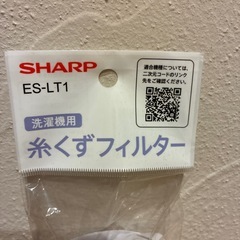 SHARP
ES-LT1
適合機種については、
二次元コードのリンク
先をご確認ください。
洗濯機用
糸くずフィルター